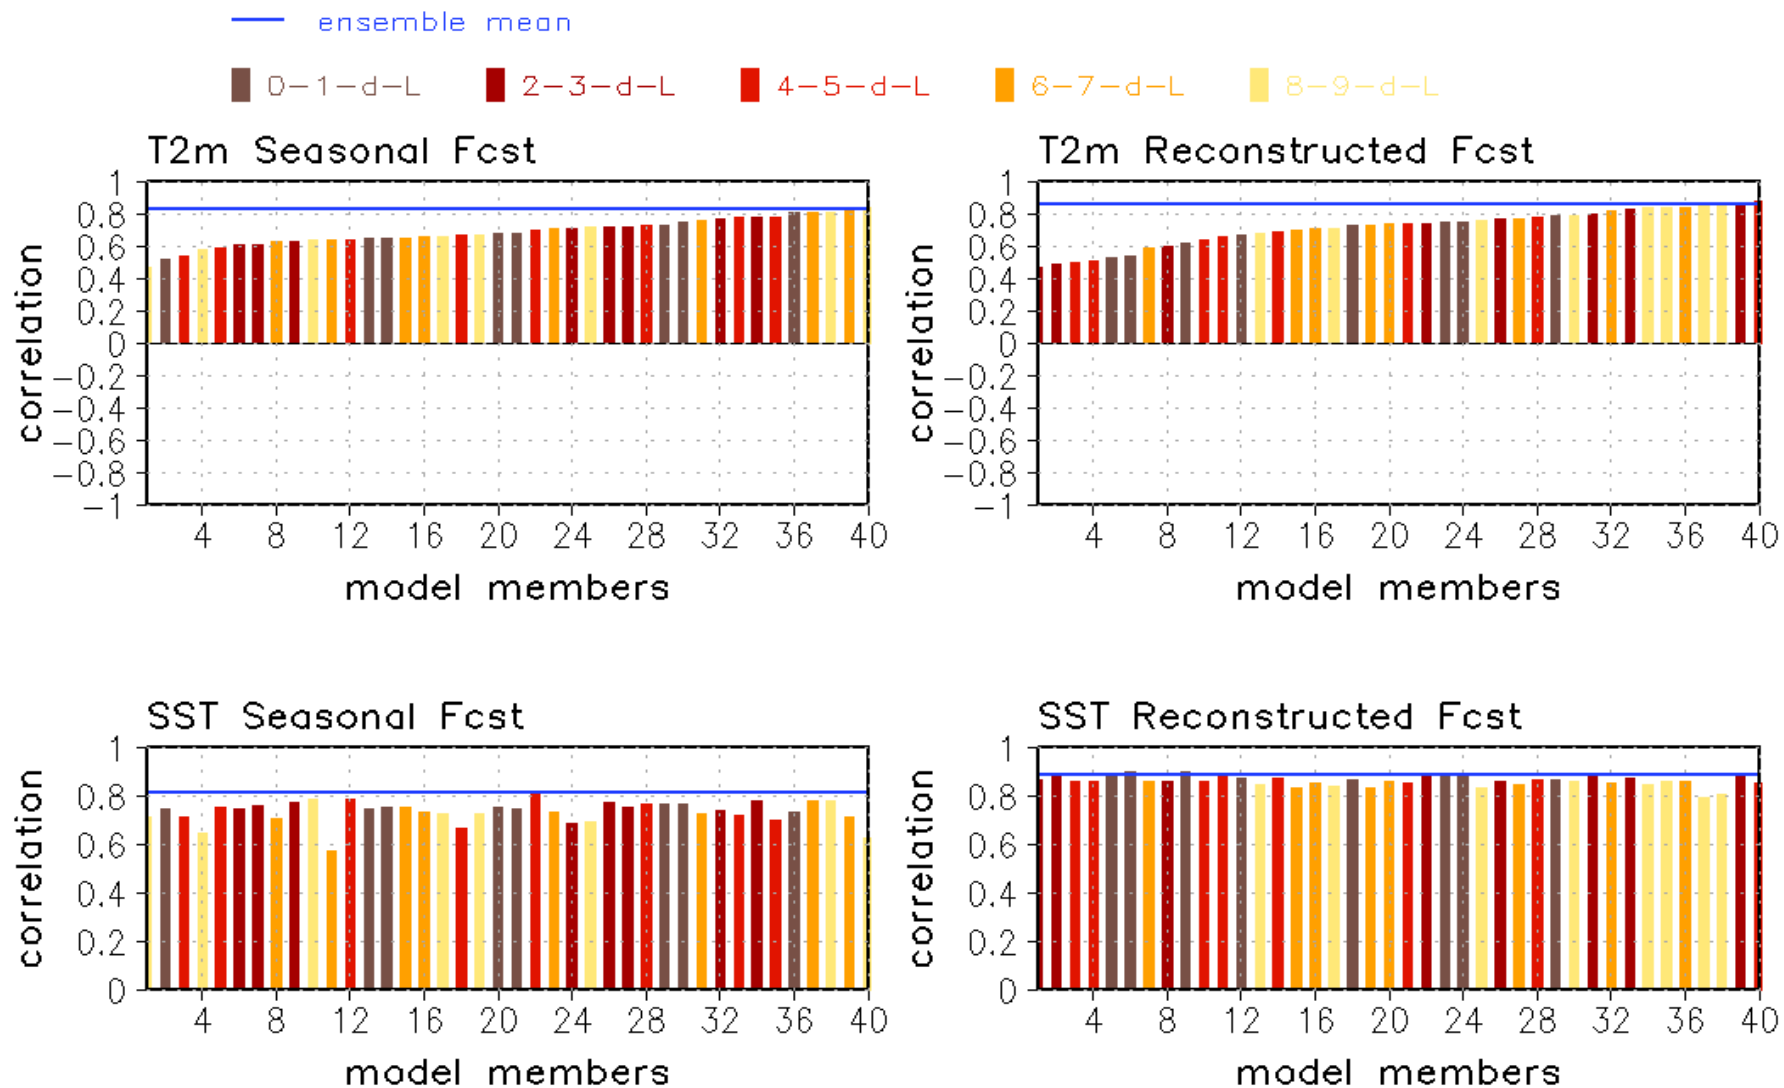 ensemble mean
0-1-d-L 2-3-d-L 4-5-d-L 6-7-d-L 8-9-d-L
T2m Seasonal Fcst
correlation
1
0.8
0.6
0.4
0.2
0
-0.2
-0.4
-0.6
-0.8
-1
4 8 12 16 20 24 28 32 36 40
model members
T2m Reconstructed Fcst
correlation
1
0.8
0.6
0.4
0.2
0
-0.2
-0.4
-0.6
-0.8
-1
4 8 12 16 20 24 28 32 36 40
model members
SST Seasonal Fcst
correlation
1
0.8
0.6
0.4
0.2
0
4 8 12 16 20 24 28 32 36 40
model members
SST Reconstructed Fcst
correlation
1
0.8
0.6
0.4
0.2
0
4 8 12 16 20 24 28 32 36 40
model members